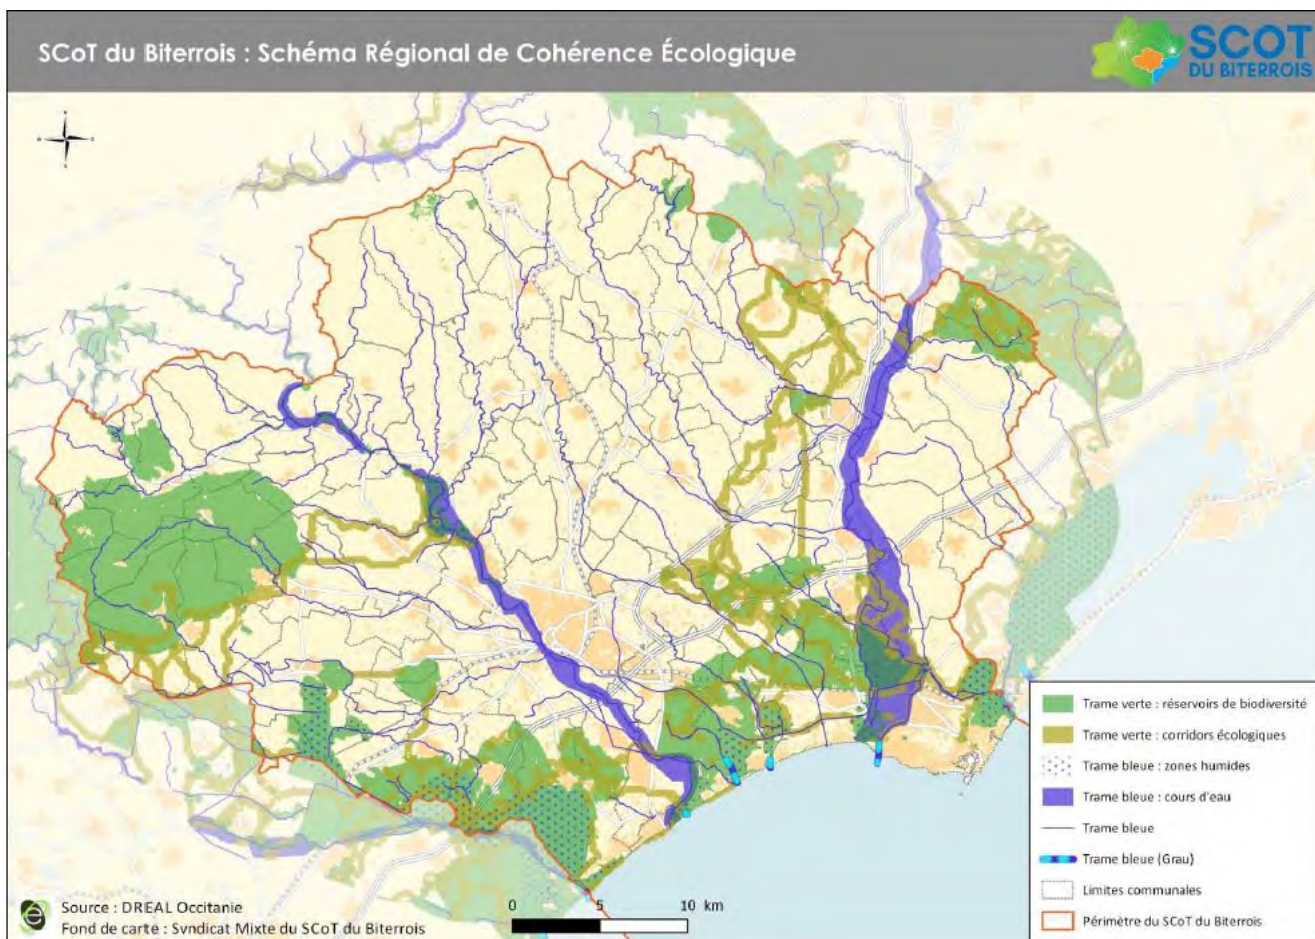 SCoT du Biterrois : Schéma Régional de Cohérence Écologique
SCOT
DU BITERROIS
Trame verte : réservoirs de biodiversité
Trame verte : corridors écologiques
Trame bleue : zones humides
Trame bleue : cours d'eau
Trame bleue
Trame bleue (Grau)
Limites communales
Périmètre du SCoT du Biterrois
Source : DREAL Occitanie
Fond de carte : Syndicat Mixte du SCoT du Biterrois
0 5 10 km